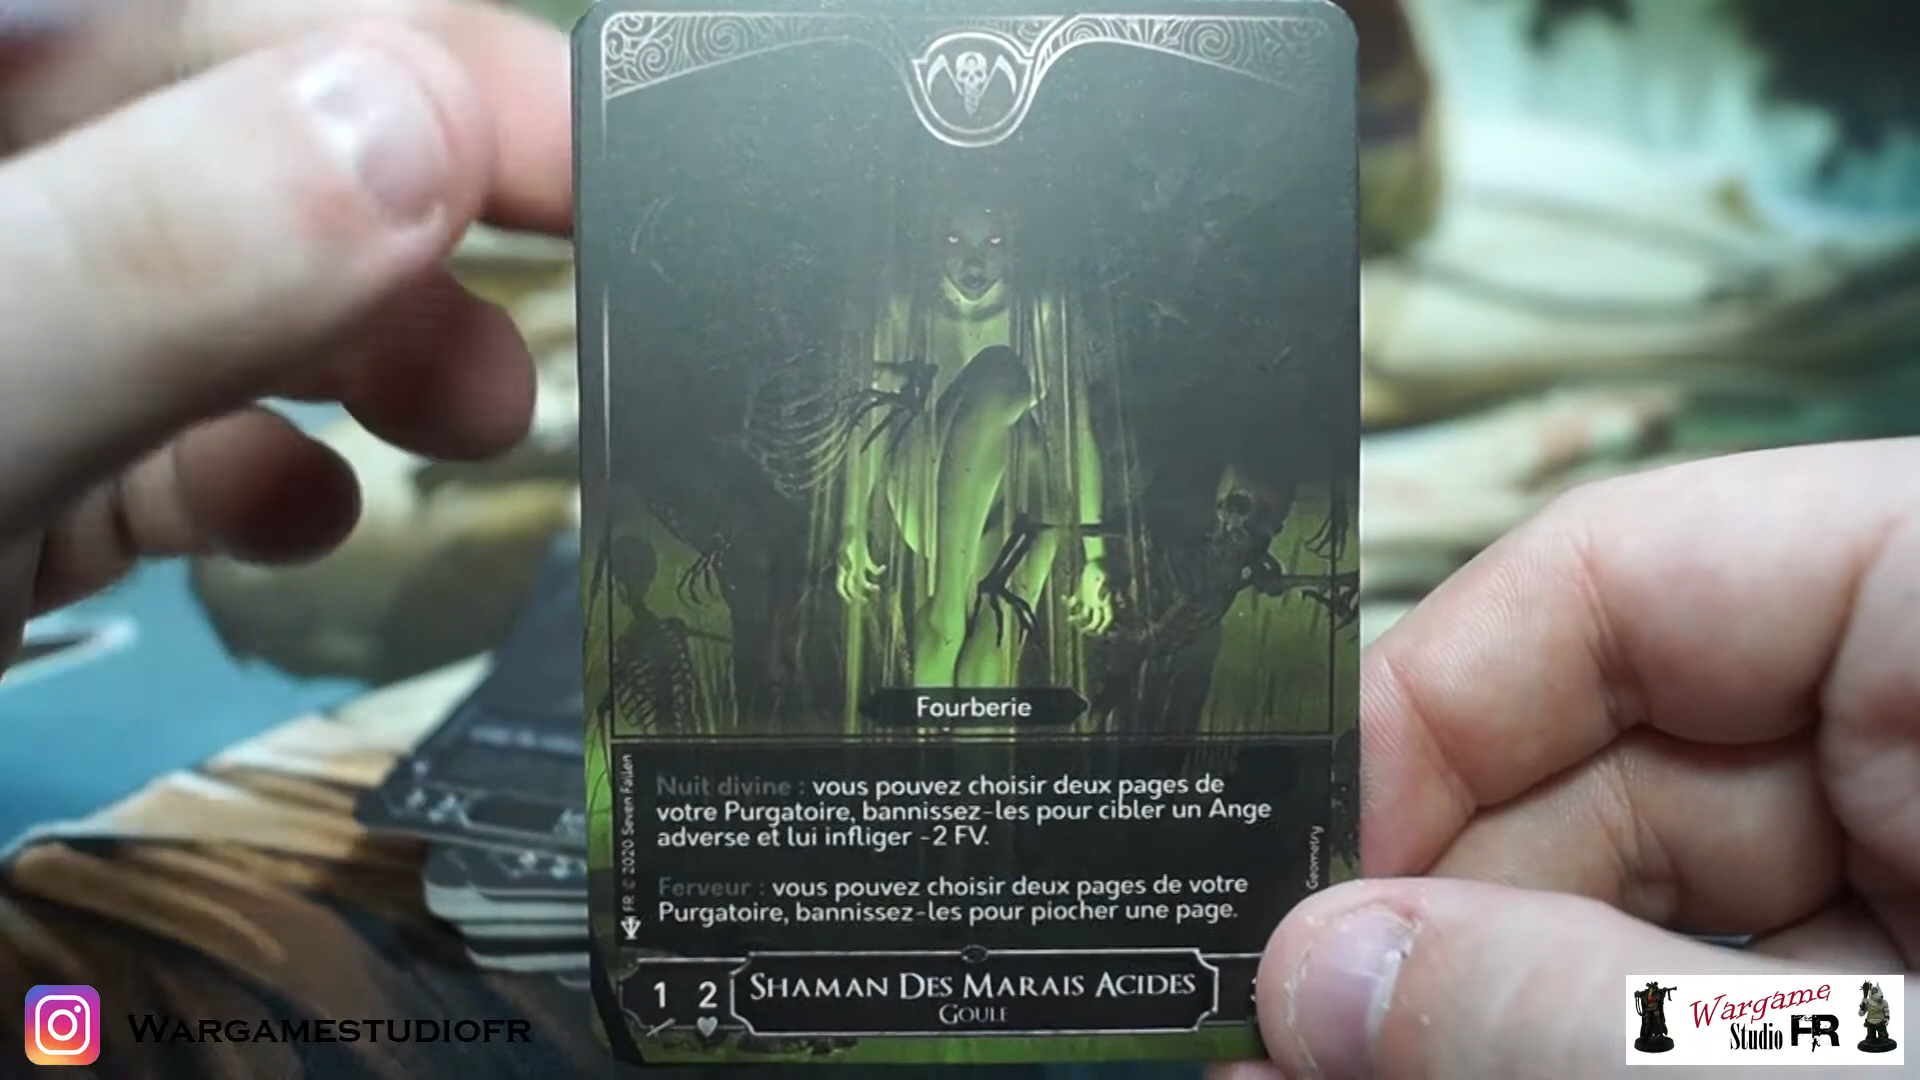 Fourberie
Nuit divine : vous pouvez choisir deux pages de
votre Purgatoire, bannissez-les pour cibler un Ange
adverse et lui infliger -2 FV.
Ferveur : vous pouvez choisir deux pages de votre
Purgatoire, bannissez-les pour piocher une page.
FR © 2020 Seven Fallen
Geometry
1 2
Shaman Des Marais Acides
Goule
Wargamestudiofr
Wargame
Studio FR